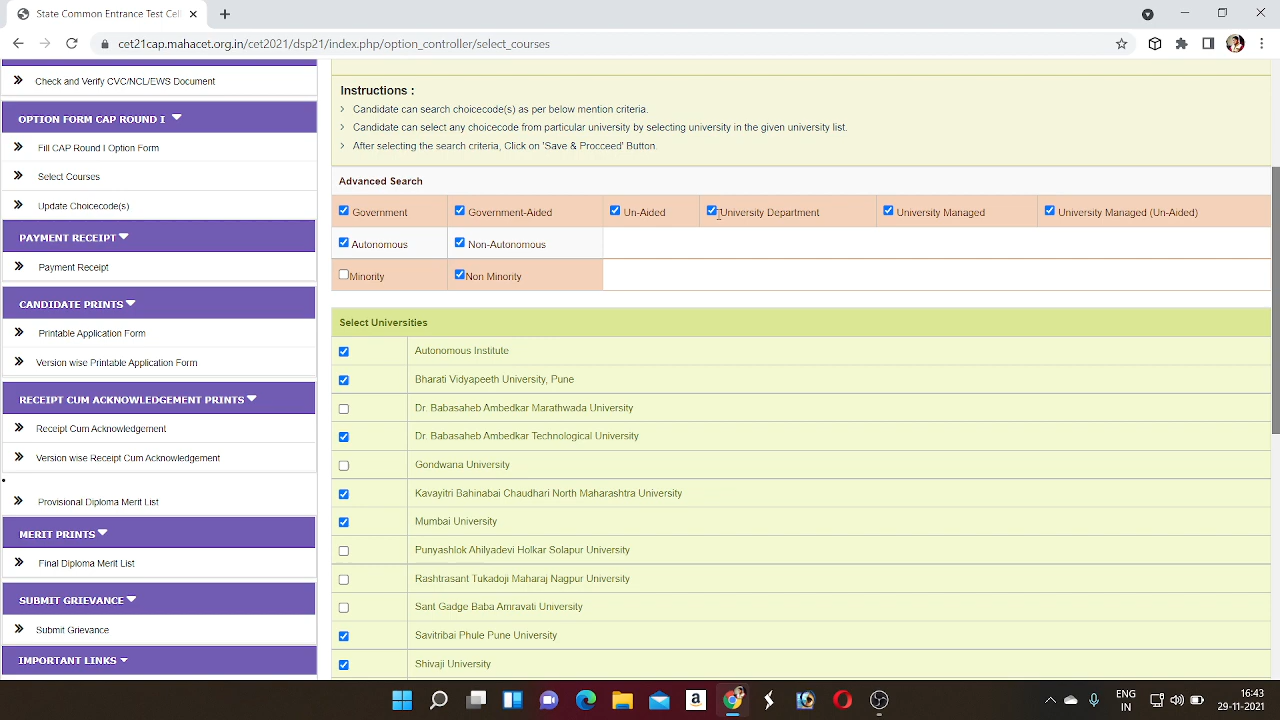 State Common Entrance Test Cell
cet21cap.mahacet.org.in/cet2021/dsp21/index.php/option_controller/select_courses
Check and Verify CVC/NCL/EWS Document
OPTION FORM CAP ROUND I
Fill CAP Round I Option Form
Select Courses
Update Choicecode(s)
PAYMENT RECEIPT
Payment Receipt
CANDIDATE PRINTS
Printable Application Form
Version wise Printable Application Form
RECEIPT CUM ACKNOWLEDGEMENT PRINTS
Receipt Cum Acknowledgement
Version wise Receipt Cum Acknowledgement
Provisional Diploma Merit List
MERIT PRINTS
Final Diploma Merit List
SUBMIT GRIEVANCE
Submit Grievance
IMPORTANT LINKS
Instructions :
Candidate can search choicecode(s) as per below mention criteria.
Candidate can select any choicecode from particular university by selecting university in the given university list.
After selecting the search criteria, Click on 'Save & Procceed' Button.
Advanced Search
Government Government-Aided Un-Aided University Department University Managed University Managed (Un-Aided)
Autonomous Non-Autonomous
Minority Non Minority
Select Universities
Autonomous Institute
Bharati Vidyapeeth University, Pune
Dr. Babasaheb Ambedkar Marathwada University
Dr. Babasaheb Ambedkar Technological University
Gondwana University
Kavayitri Bahinabai Chaudhari North Maharashtra University
Mumbai University
Punyashlok Ahilyadevi Holkar Solapur University
Rashtrasant Tukadoji Maharaj Nagpur University
Sant Gadge Baba Amravati University
Savitribai Phule Pune University
Shivaji University
ENG 16:43
IN 29-11-2021